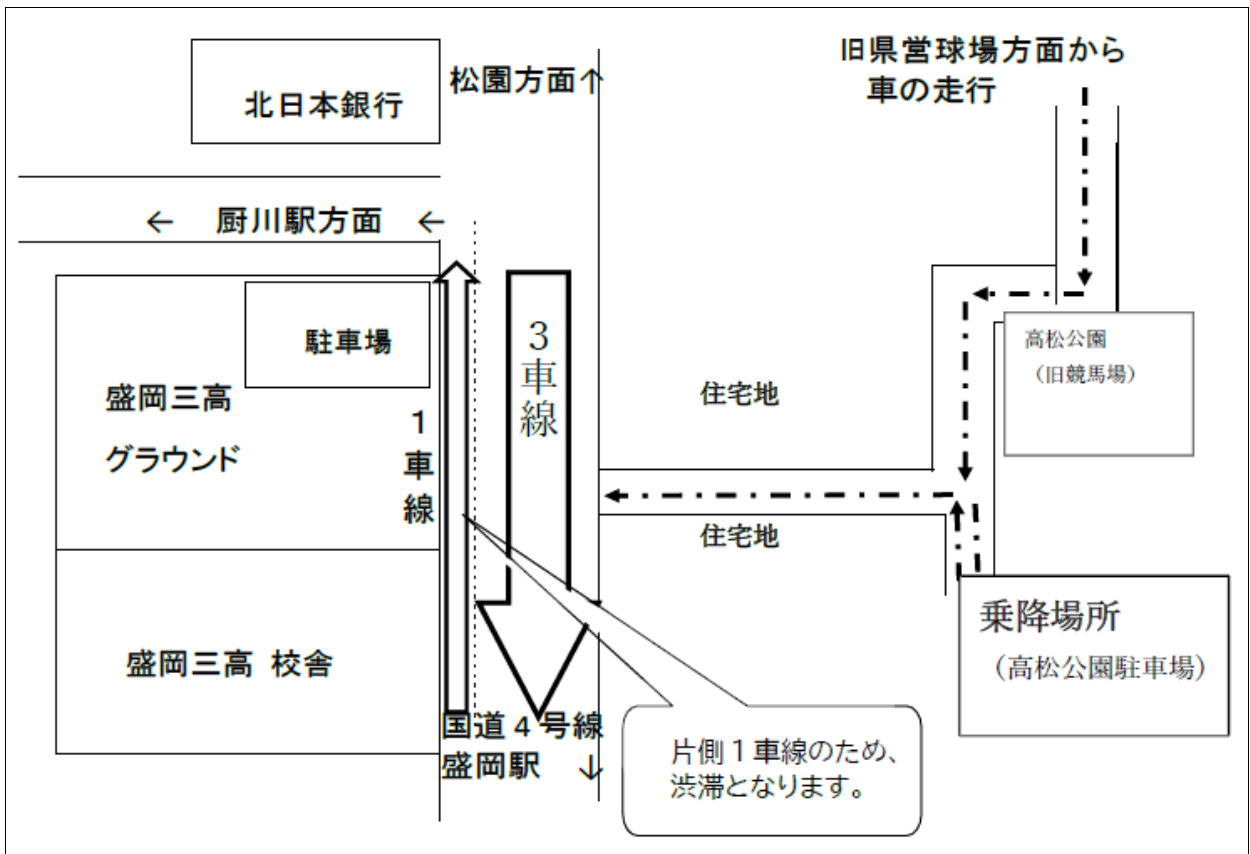 旧県営球場方面から
車の走行
松園方面↑
北日本銀行
← 厨川駅方面 ←
駐車場
3車線
高松公園
（旧競馬場）
盛岡三高
グラウンド
1車線
住宅地
住宅地
乗降場所
（高松公園駐車場）
盛岡三高 校舎
国道4号線
盛岡駅 ↓
片側1車線のため、
渋滞となります。